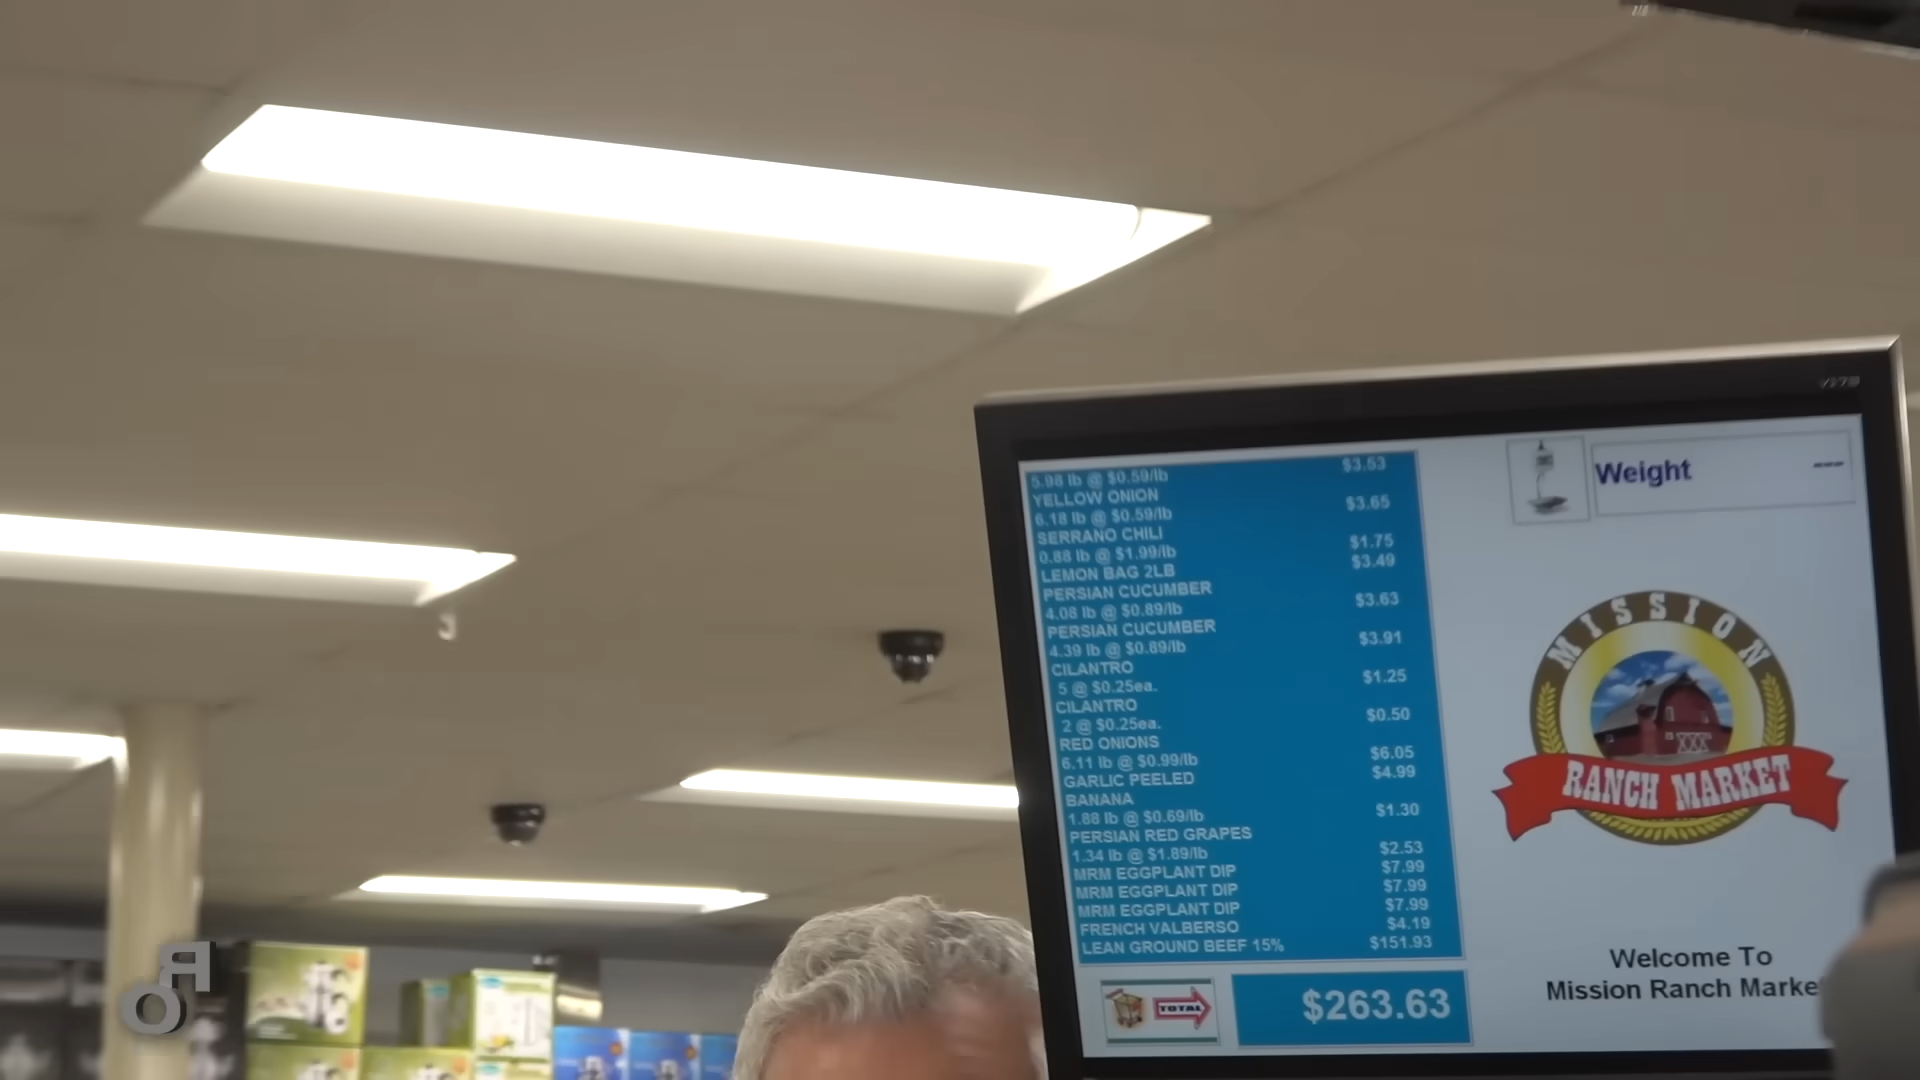 5.98 lb @ $0.59/lb $3.53
YELLOW ONION
6.18 lb @ $0.59/lb $3.65
SERRANO CHILI
0.88 lb @ $1.99/lb $1.75
LEMON BAG 2LB $3.49
PERSIAN CUCUMBER
4.08 lb @ $0.89/lb $3.63
PERSIAN CUCUMBER
4.39 lb @ $0.89/lb $3.91
CILANTRO
5 @ $0.25ea. $1.25
CILANTRO
2 @ $0.25ea. $0.50
RED ONIONS
6.11 lb @ $0.99/lb $6.05
GARLIC PEELED $4.99
BANANA
1.88 lb @ $0.69/lb $1.30
PERSIAN RED GRAPES
1.34 lb @ $1.89/lb $2.53
MRM EGGPLANT DIP $7.99
MRM EGGPLANT DIP $7.99
MRM EGGPLANT DIP $7.99
FRENCH VALBERSO $4.19
LEAN GROUND BEEF 15% $151.93
TOTAL $263.63
Weight ---
MISSION
RANCH MARKET
Welcome To
Mission Ranch Marke
3